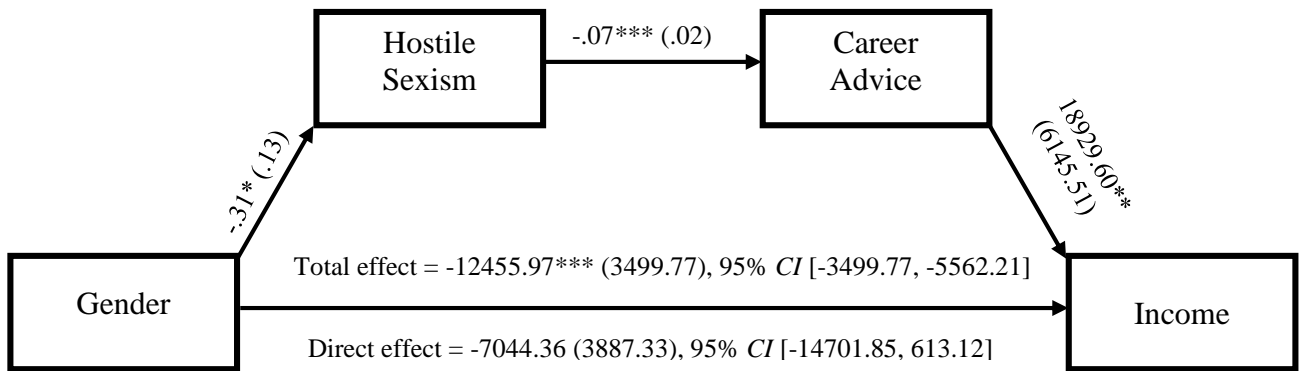 Hostile
Sexism
-.07*** (.02)
Career
Advice
-.31* (.13)
18929.60**
(6145.51)
Gender
Total effect = -12455.97*** (3499.77), 95% CI [-3499.77, -5562.21]
Direct effect = -7044.36 (3887.33), 95% CI [-14701.85, 613.12]
Income